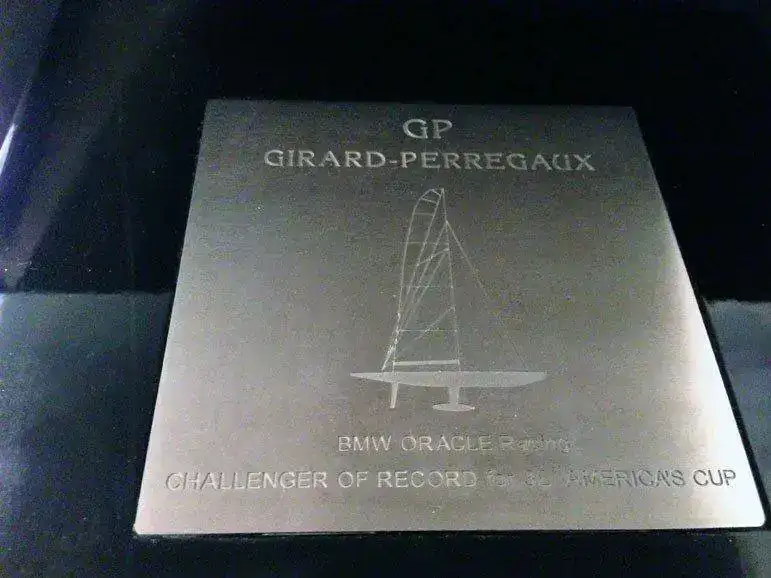 GP
GIRARD-PERREGAUX
BMW ORACLE Racing
CHALLENGER OF RECORD for AMERICA'S CUP